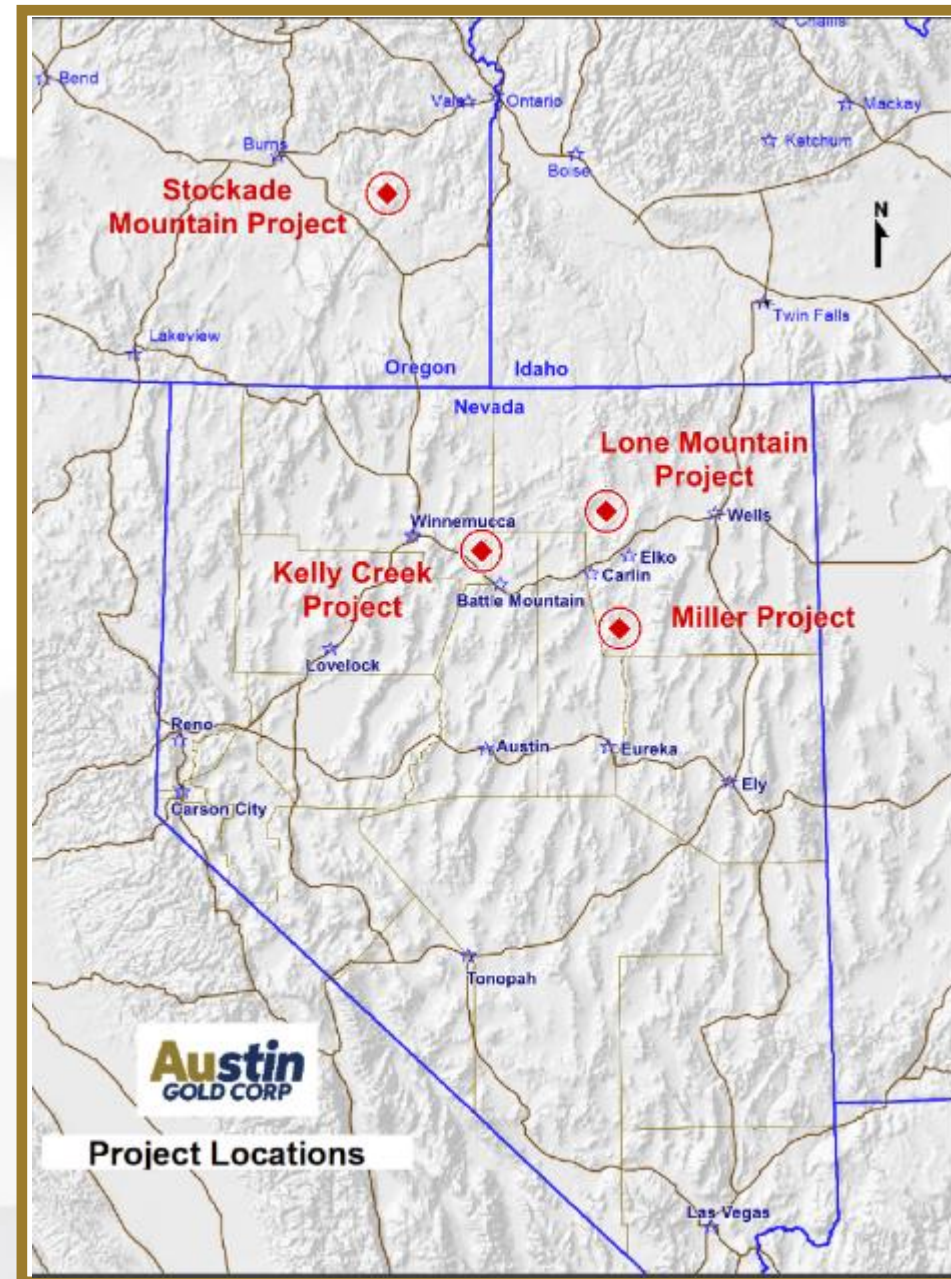 Challis
Bend
Vale
Ontario
Mackay
Burns
Boise
Ketchum
Stockade
Mountain Project
N
Twin Falls
Lakeview
Oregon
Idaho
Nevada
Lone Mountain
Project
Winnemucca
Wells
Kelly Creek
Project
Elko
Carlin
Battle Mountain
Miller Project
Lovelock
Reno
Austin
Eureka
Ely
Carson City
Tonopah
Austin
GOLD CORP
Project Locations
Las Vegas